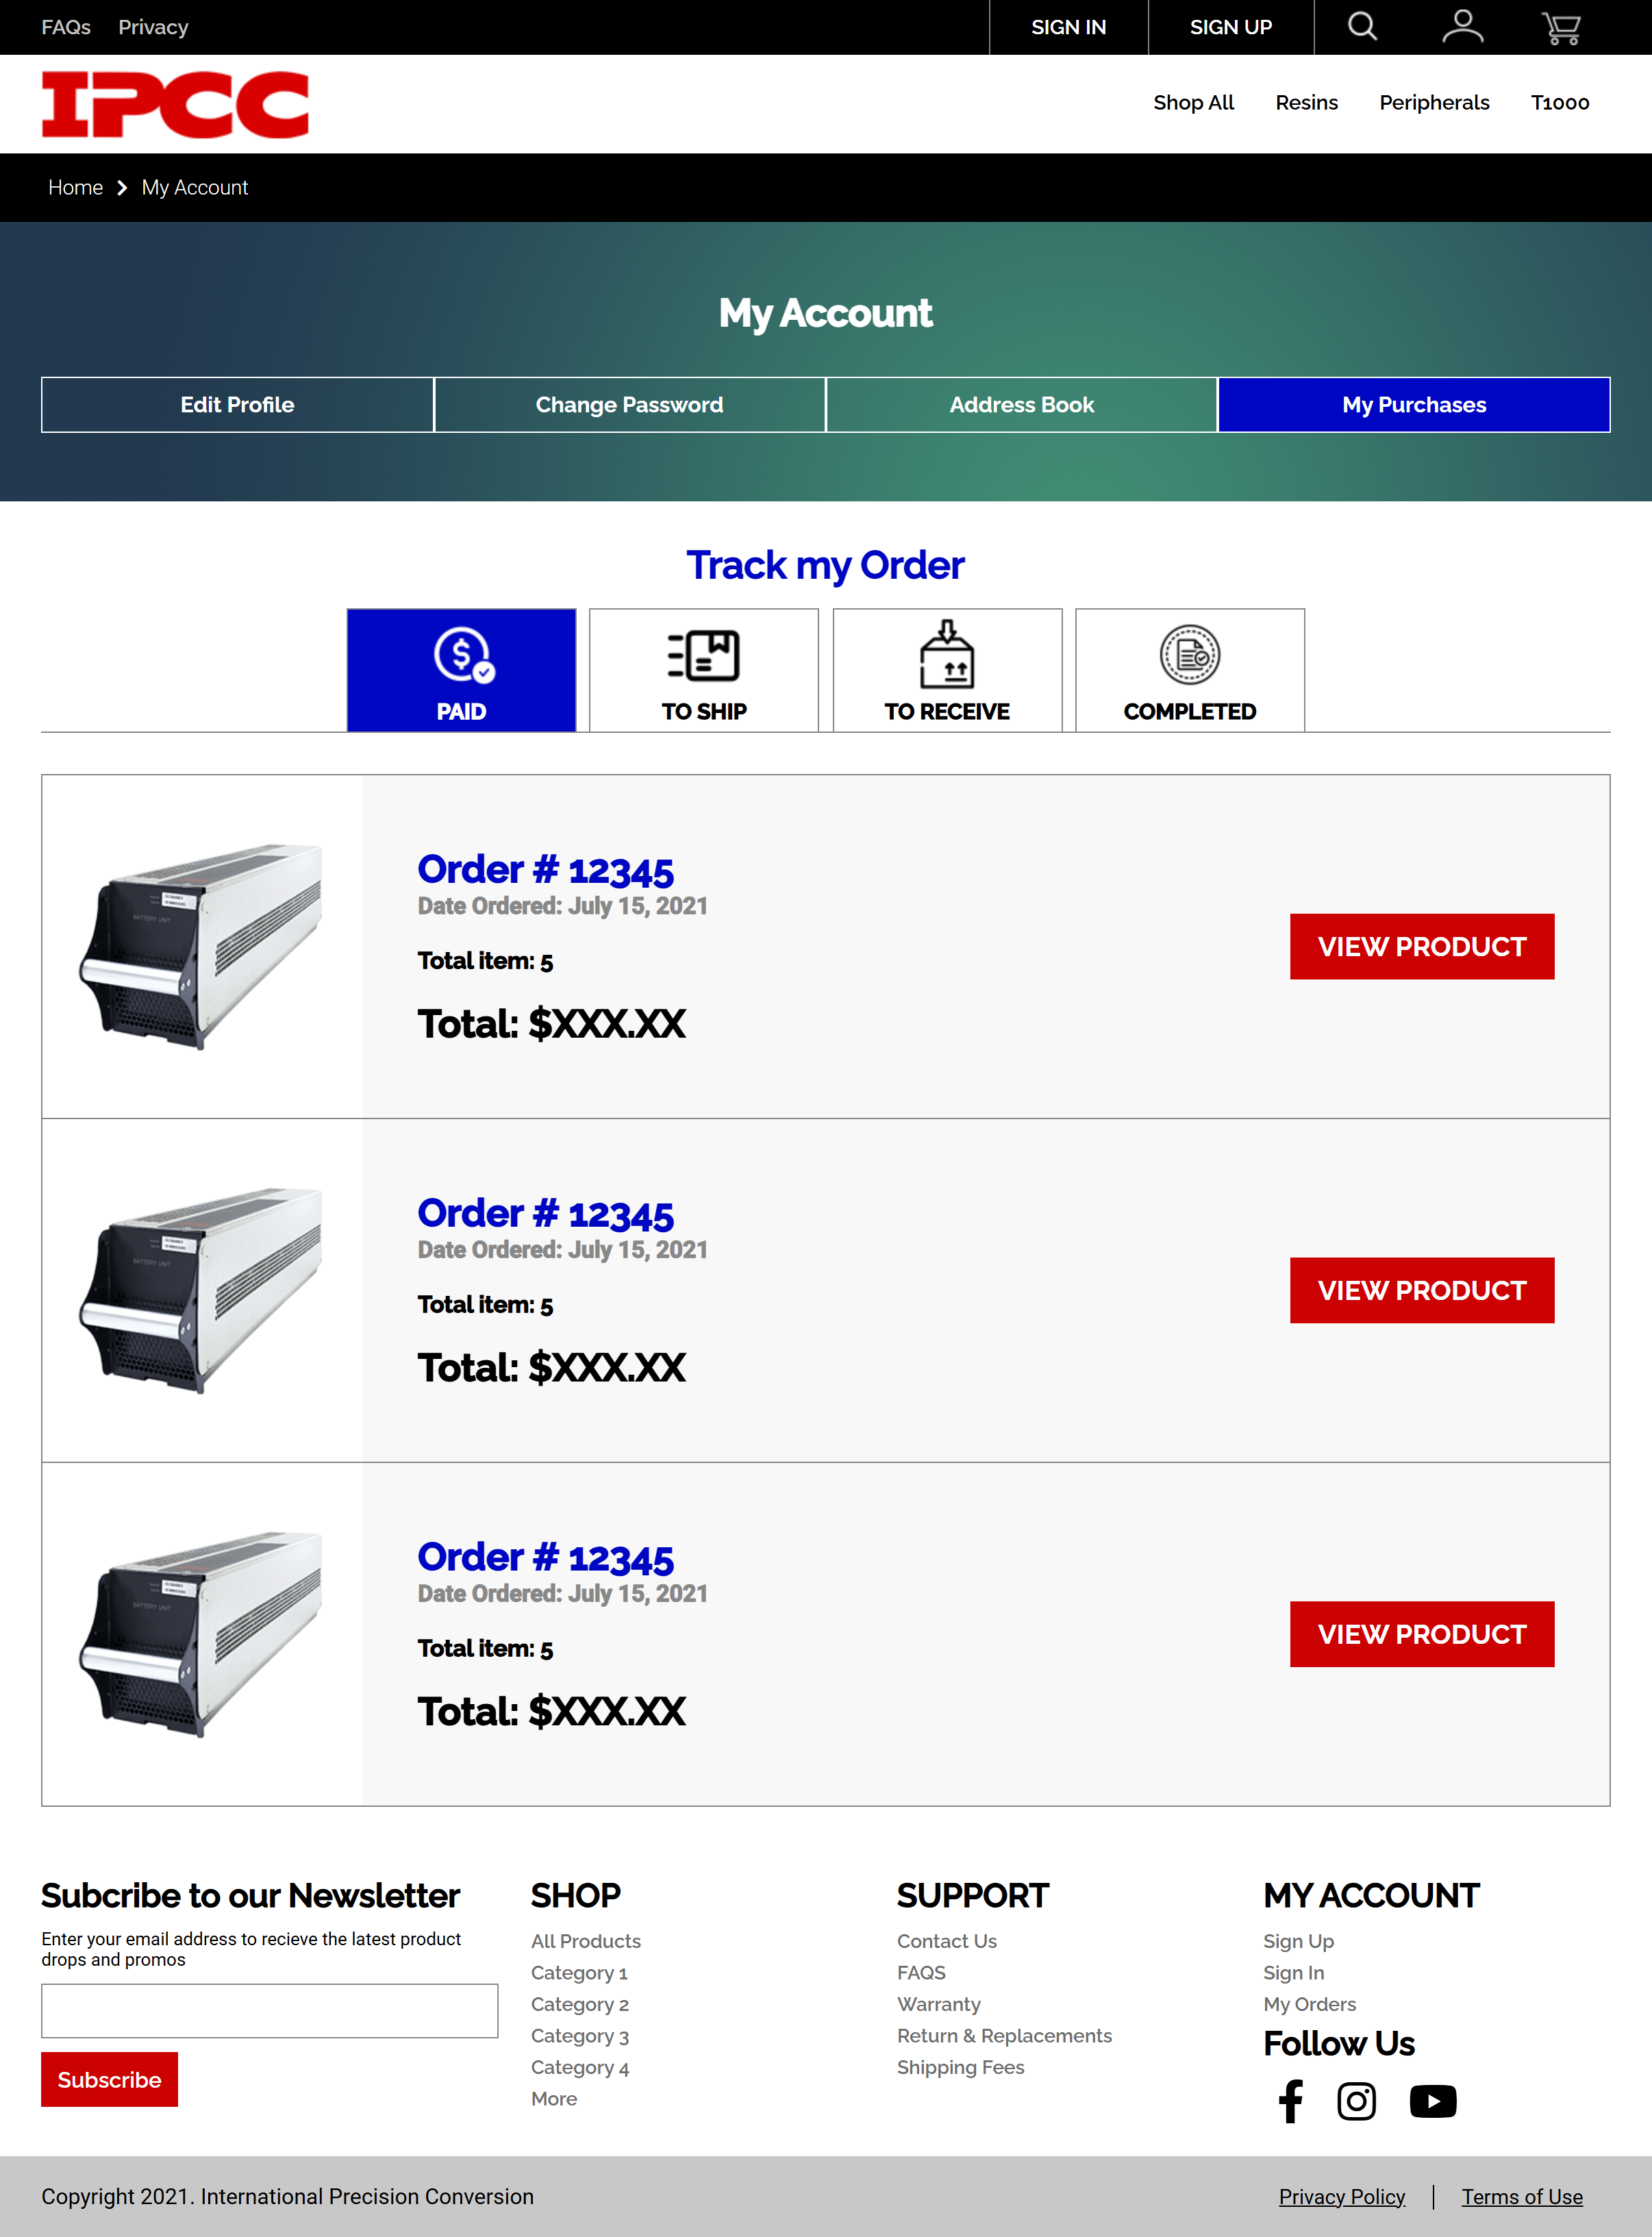 FAQs Privacy SIGN IN SIGN UP
IPCC
Shop All Resins Peripherals T1000
Home My Account
My Account
Edit Profile Change Password Address Book My Purchases
Track my Order
PAID TO SHIP TO RECEIVE COMPLETED
BATTERY UNIT
Order # 12345
Date Ordered: July 15, 2021
Total item: 5
Total: $XXX.XX
VIEW PRODUCT
BATTERY UNIT
Order # 12345
Date Ordered: July 15, 2021
Total item: 5
Total: $XXX.XX
VIEW PRODUCT
BATTERY UNIT
Order # 12345
Date Ordered: July 15, 2021
Total item: 5
Total: $XXX.XX
VIEW PRODUCT
Subcribe to our Newsletter
Enter your email address to recieve the latest product
drops and promos
Subscribe
SHOP
All Products
Category 1
Category 2
Category 3
Category 4
More
SUPPORT
Contact Us
FAQS
Warranty
Return & Replacements
Shipping Fees
MY ACCOUNT
Sign Up
Sign In
My Orders
Follow Us
Copyright 2021. International Precision Conversion
Privacy Policy | Terms of Use